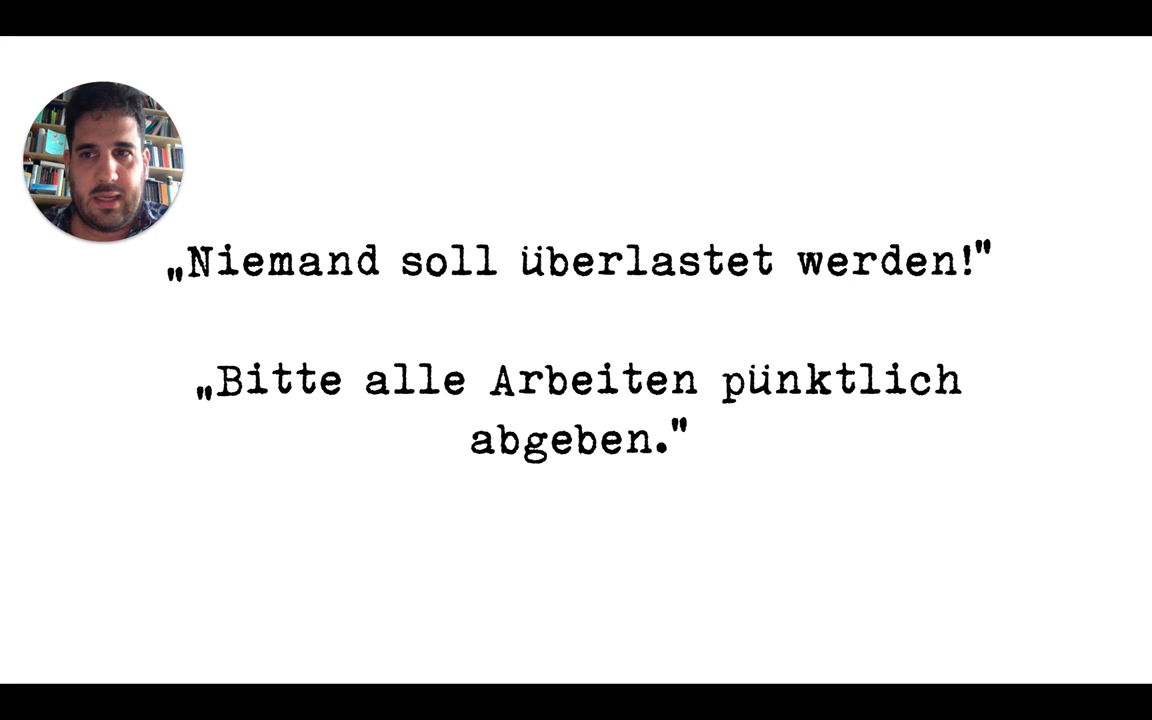 „Niemand soll überlastet werden!"
„Bitte alle Arbeiten pünktlich
abgeben."